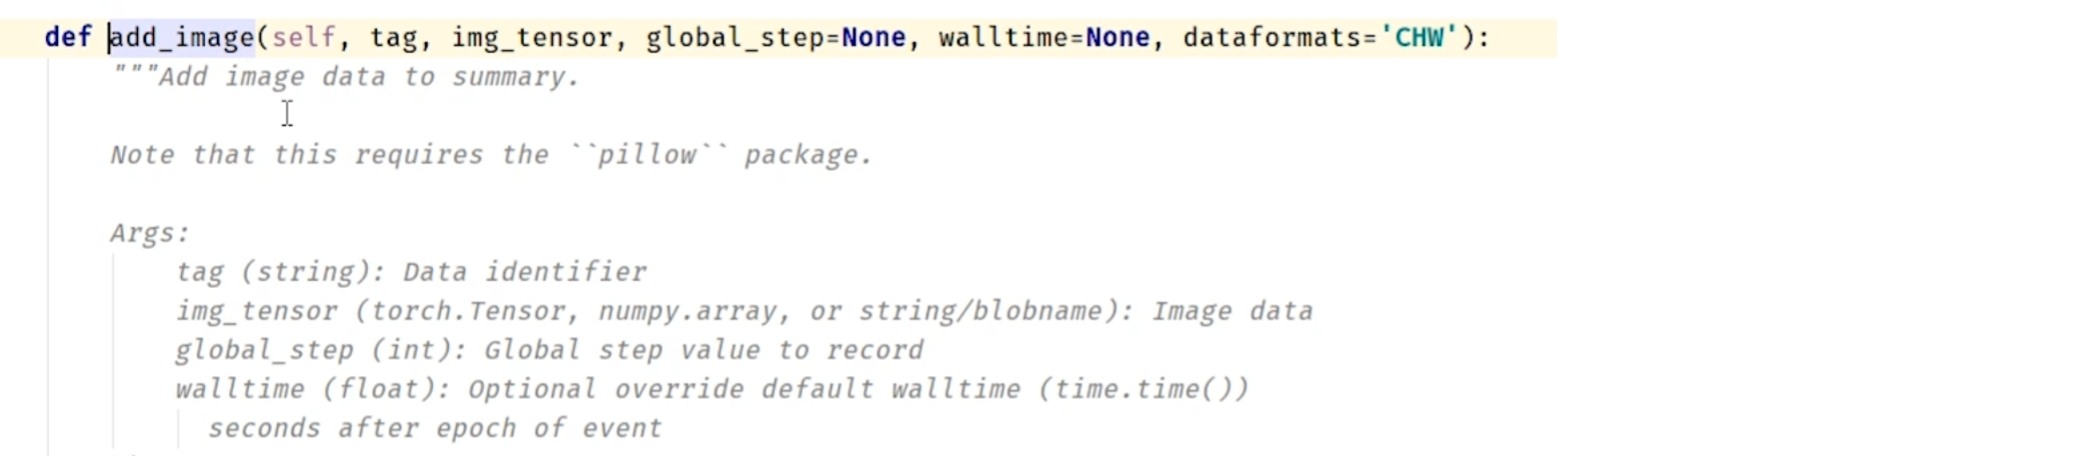 def add_image(self, tag, img_tensor, global_step=None, walltime=None, dataformats='CHW'):
"""Add image data to summary.
Note that this requires the ``pillow`` package.
Args:
tag (string): Data identifier
img_tensor (torch.Tensor, numpy.array, or string/blobname): Image data
global_step (int): Global step value to record
walltime (float): Optional override default walltime (time.time())
seconds after epoch of event